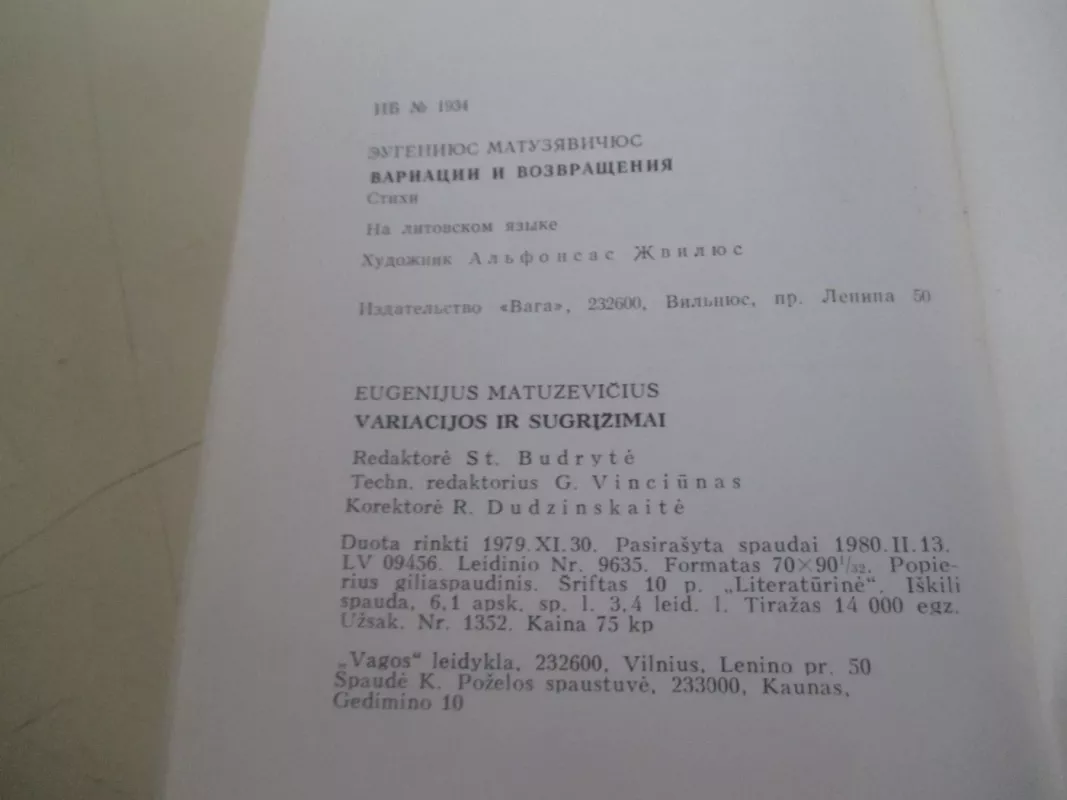 ИБ № 1934
ЭУГЕНИЮС МАТУЗЯВИЧЮС
ВАРИАЦИИ И ВОЗВРАЩЕНИЯ
Стихи
На литовском языке
Художник Альфонсас Жвилюс
Издательство «Вага», 232600, Вильнюс, пр. Ленина 50
EUGENIJUS MATUZEVIČIUS
VARIACIJOS IR SUGRĮŽIMAI
Redaktorė St. Budrytė
Techn. redaktorius G. Vinciūnas
Korektorė R. Dudzinskaitė
Duota rinkti 1979.XI.30. Pasirašyta spaudai 1980.II.13.
LV 09456. Leidinio Nr. 9635. Formatas 70×90¹/₃₂. Popie-
rius giliaspaudinis. Šriftas 10 p. „Literatūrinė“. Iškili
spauda, 6,1 apsk. sp. l. 3,4 leid. l. Tiražas 14 000 egz.
Užsak. Nr. 1352. Kaina 75 kp
„Vagos“ leidykla, 232600, Vilnius, Lenino pr. 50
Spaudė K. Poželos spaustuvė, 233000, Kaunas,
Gedimino 10